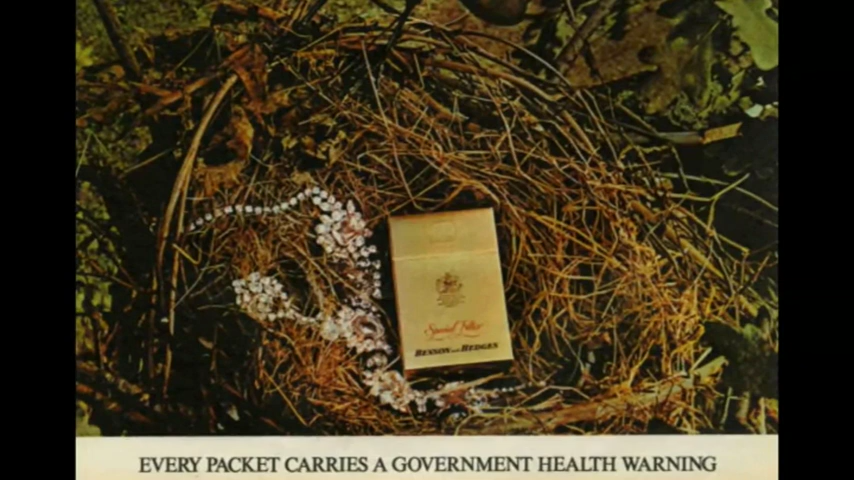 Special Filter
BENSON and HEDGES
EVERY PACKET CARRIES A GOVERNMENT HEALTH WARNING